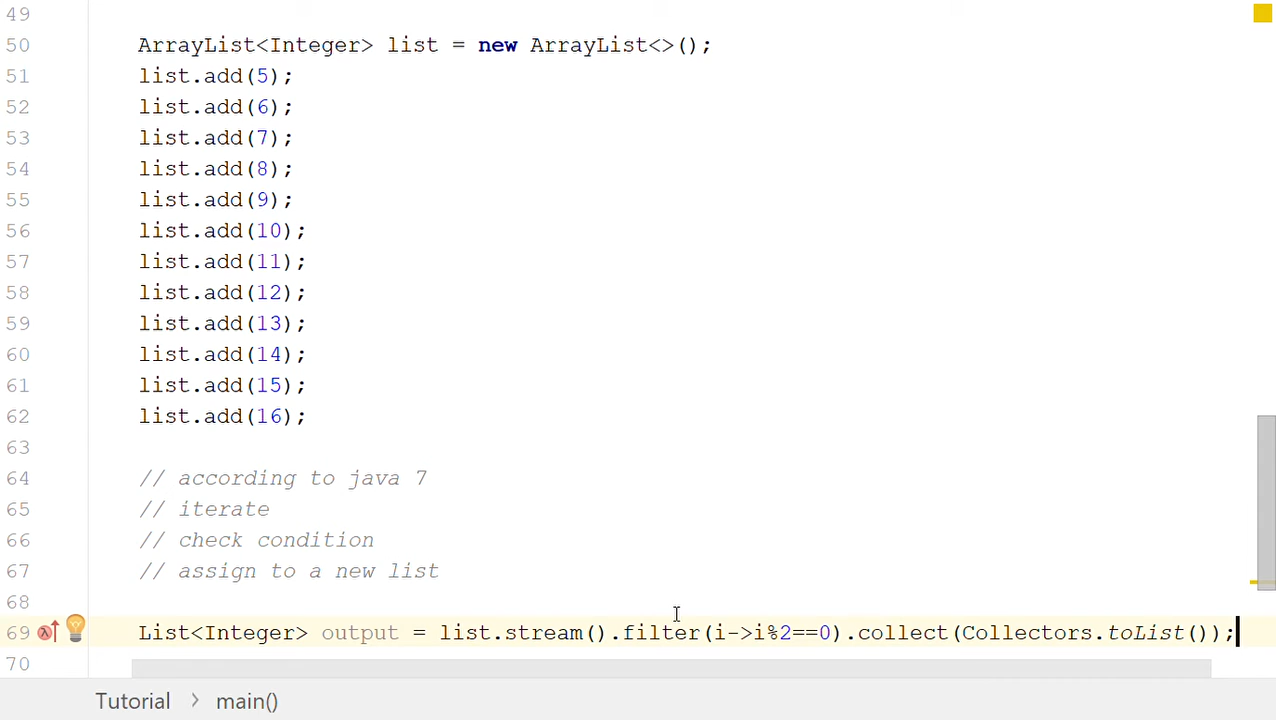 49
50 ArrayList<Integer> list = new ArrayList<>();
51 list.add(5);
52 list.add(6);
53 list.add(7);
54 list.add(8);
55 list.add(9);
56 list.add(10);
57 list.add(11);
58 list.add(12);
59 list.add(13);
60 list.add(14);
61 list.add(15);
62 list.add(16);
63
64 // according to java 7
65 // iterate
66 // check condition
67 // assign to a new list
68
69 List<Integer> output = list.stream().filter(i->i%2==0).collect(Collectors.toList());
70
Tutorial > main()